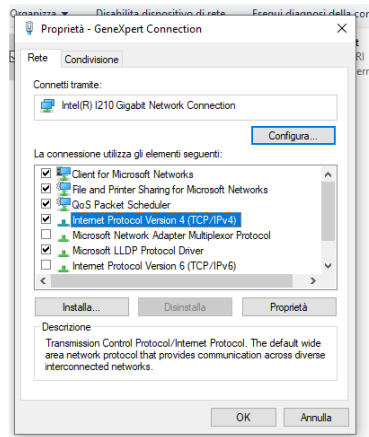 Organizza Disabilita dispositivo di rete Esegui diagnosi della con
Proprietà - GeneXpert Connection
Rete Condivisione
Connetti tramite:
Intel(R) I210 Gigabit Network Connection
Configura...
La connessione utilizza gli elementi seguenti:
Client for Microsoft Networks
File and Printer Sharing for Microsoft Networks
QoS Packet Scheduler
Internet Protocol Version 4 (TCP/IPv4)
Microsoft Network Adapter Multiplexor Protocol
Microsoft LLDP Protocol Driver
Internet Protocol Version 6 (TCP/IPv6)
Installa... Disinstalla Proprietà
Descrizione
Transmission Control Protocol/Internet Protocol. The default wide
area network protocol that provides communication across diverse
interconnected networks.
OK Annulla